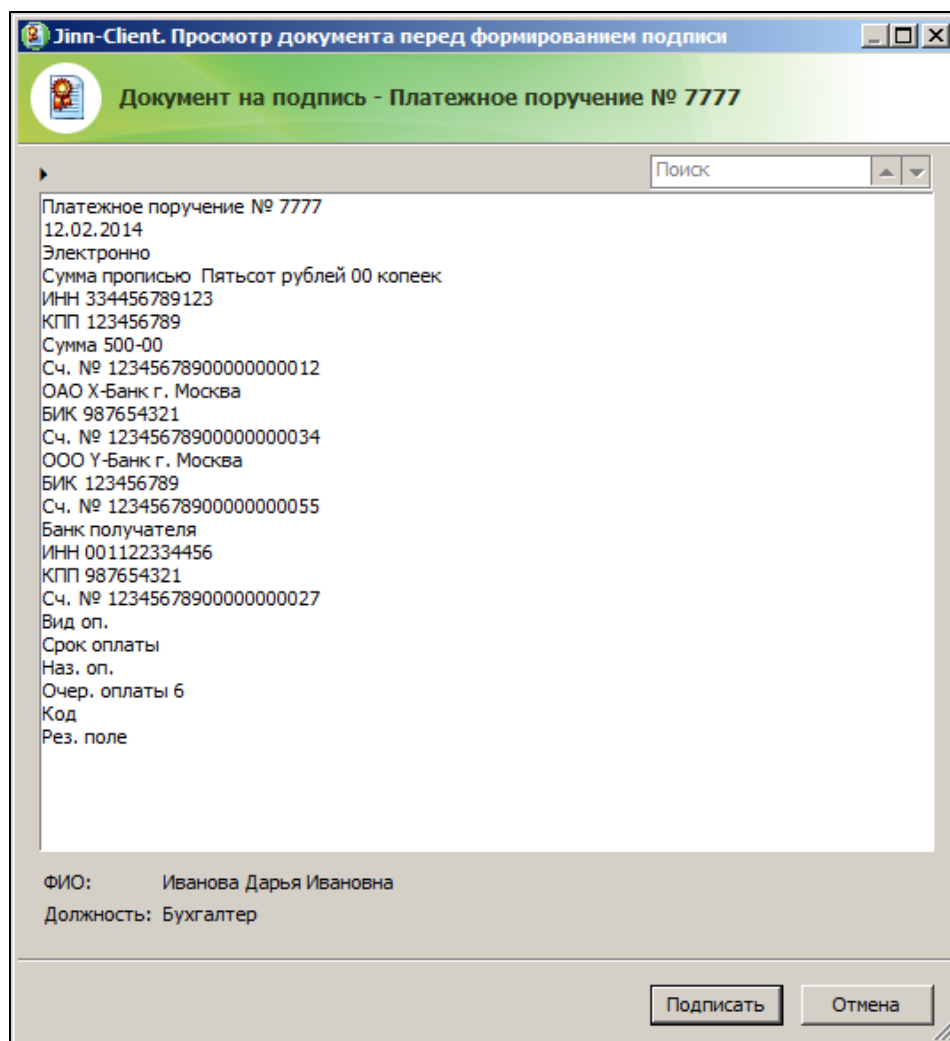 Jinn-Client. Просмотр документа перед формированием подписи
Документ на подпись - Платежное поручение № 7777
Поиск
Платежное поручение № 7777
12.02.2014
Электронно
Сумма прописью  Пятьсот рублей 00 копеек
ИНН 334456789123
КПП 123456789
Сумма 500-00
Сч. № 12345678900000000012
ОАО X-Банк г. Москва
БИК 987654321
Сч. № 12345678900000000034
ООО Y-Банк г. Москва
БИК 123456789
Сч. № 12345678900000000055
Банк получателя
ИНН 001122334456
КПП 987654321
Сч. № 12345678900000000027
Вид оп.
Срок оплаты
Наз. оп.
Очер. оплаты 6
Код
Рез. поле
ФИО: Иванова Дарья Ивановна
Должность: Бухгалтер
Подписать Отмена